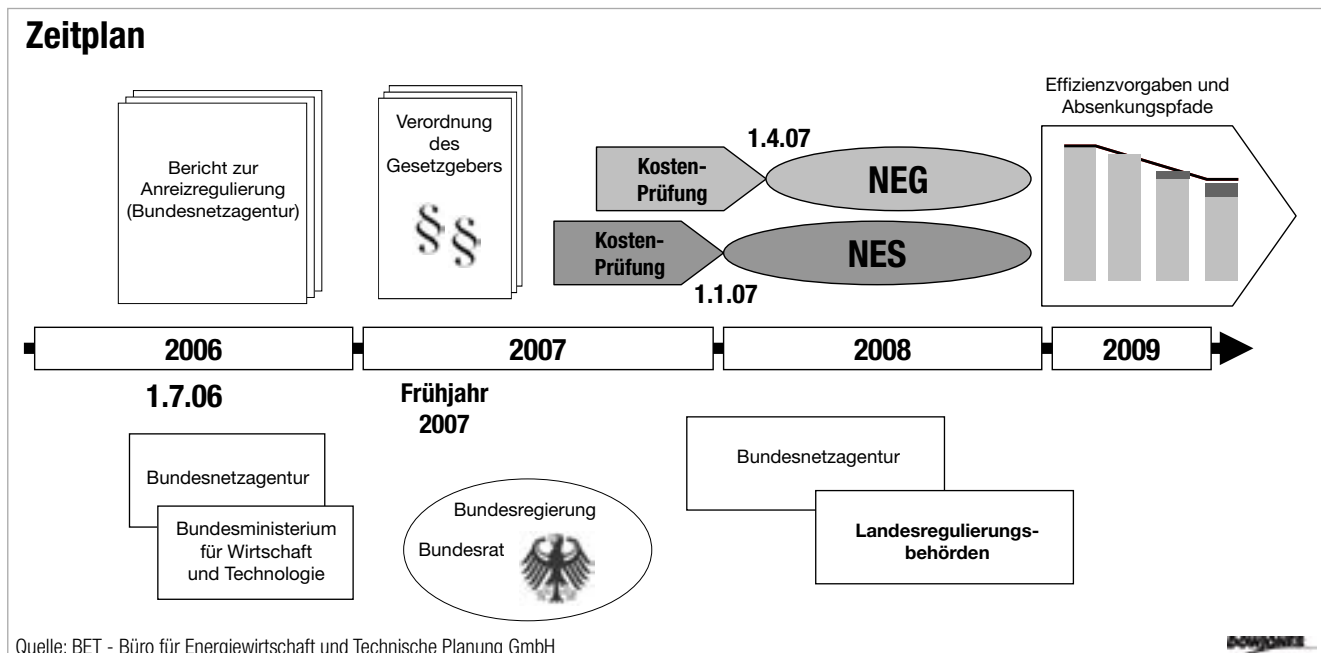 Zeitplan
Bericht zur
Anreizregulierung
(Bundesnetzagentur)
Verordnung
des
Gesetzgebers
§§
Kosten-
Prüfung
1.4.07
NEG
Kosten-
Prüfung
1.1.07
NES
Effizienzvorgaben und
Absenkungspfade
2006
2007
2008
2009
1.7.06
Frühjahr
2007
Bundesnetzagentur
Bundesministerium
für Wirtschaft
und Technologie
Bundesregierung
Bundesrat
Bundesnetzagentur
Landesregulierungs-
behörden
Quelle: BET - Büro für Energiewirtschaft und Technische Planung GmbH
DOWJONES